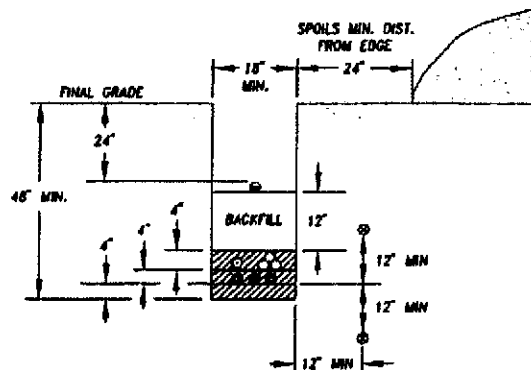 SPOILS MIN. DIST.
FROM EDGE
18"
MIN.
24"
FINAL GRADE
24"
48" MIN.
4"
BACKFILL
12"
4"
4"
12" MIN
12" MIN
12" MIN